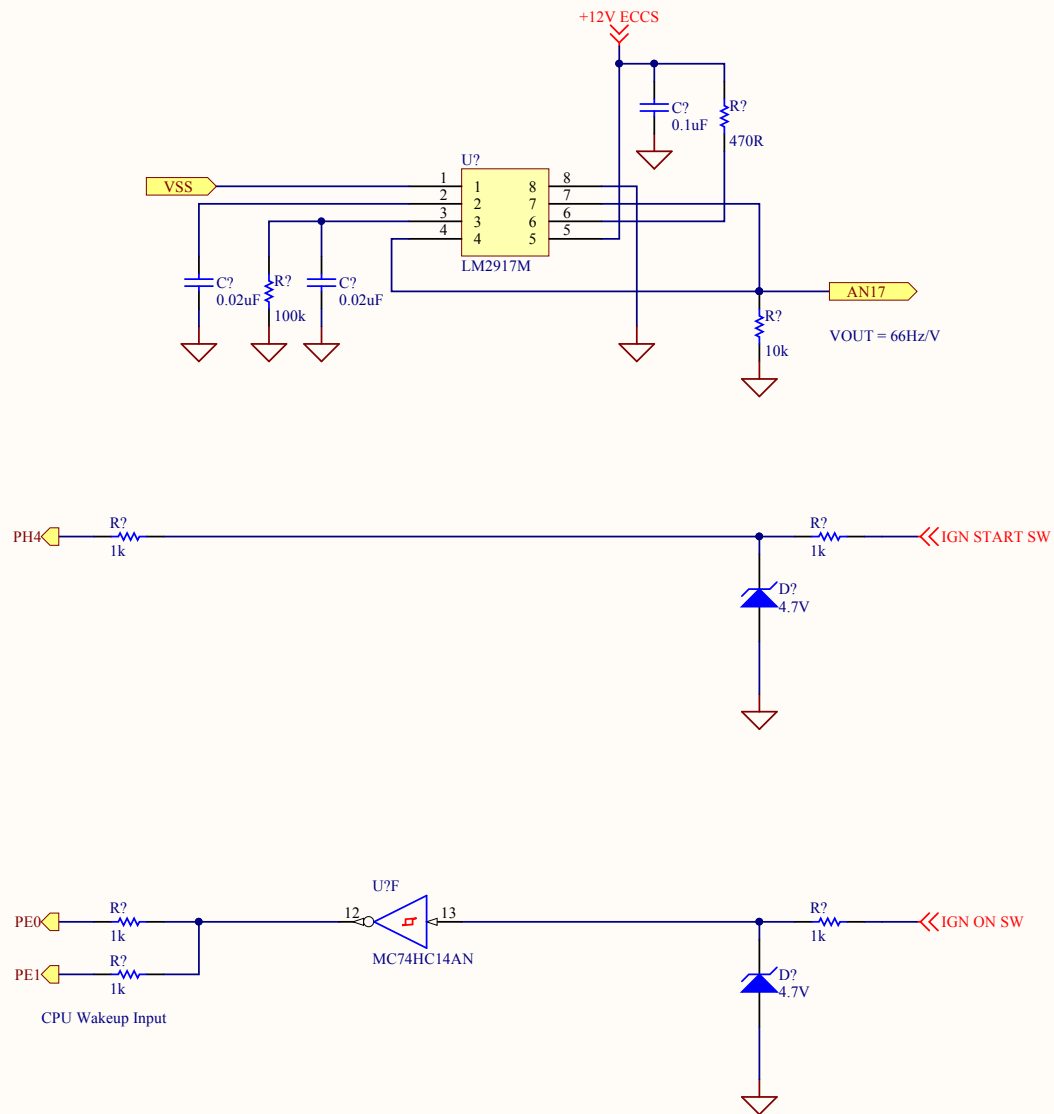 +12V ECCS
C?
0.1uF
R?
470R
U?
VSS
1 1 8 8
2 2 7 7
3 3 6 6
4 4 5 5
LM2917M
C?
0.02uF
R?
100k
C?
0.02uF
AN17
R?
10k
VOUT = 66Hz/V
PH4
R?
1k
R?
1k
IGN START SW
D?
4.7V
U?F
PE0
R?
1k
12
13
MC74HC14AN
R?
1k
IGN ON SW
PE1
R?
1k
D?
4.7V
CPU Wakeup Input